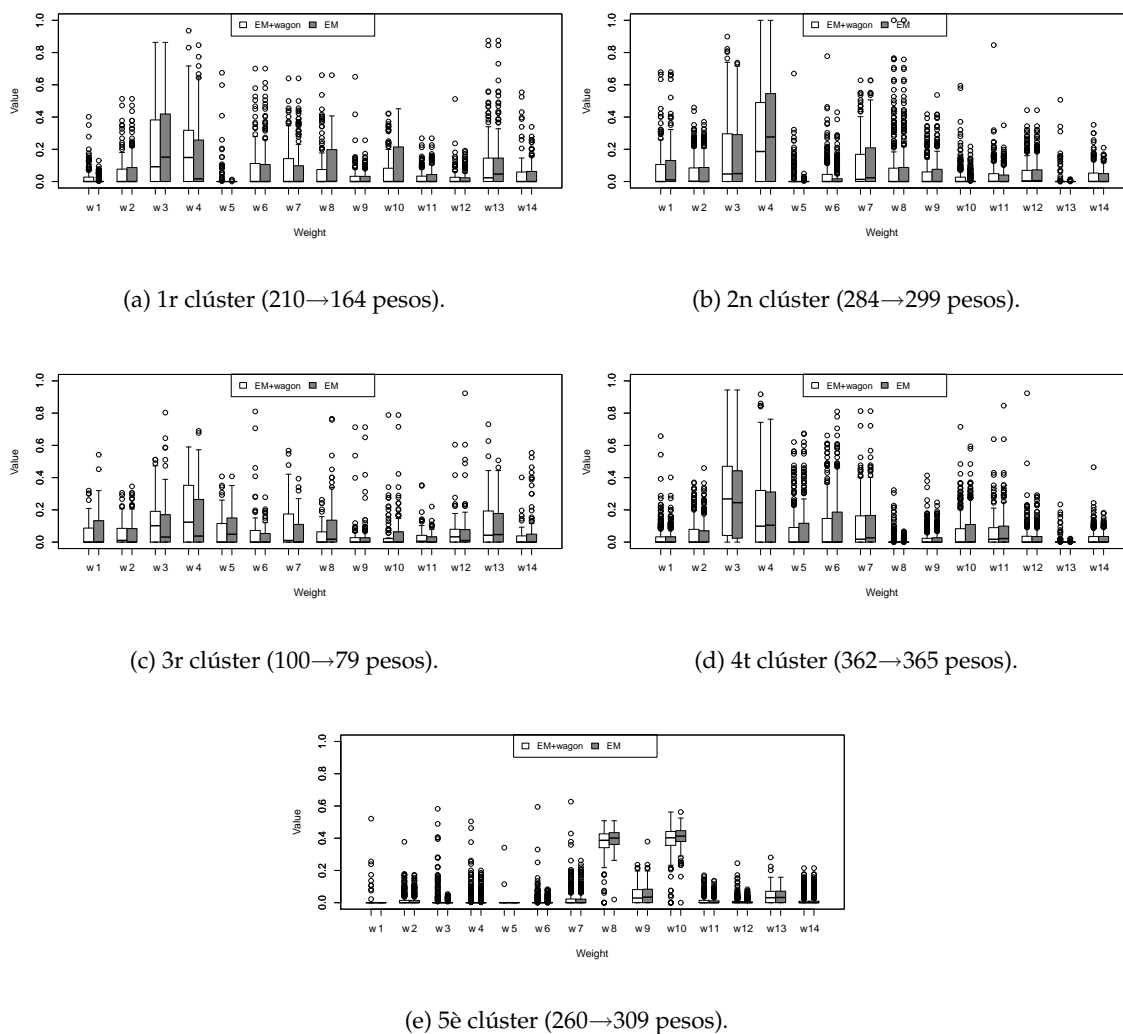 EM+wagon EM
1.0
0.8
0.6
0.4
0.2
0.0
Value
w1 w2 w3 w4 w5 w6 w7 w8 w9 w10 w11 w12 w13 w14
Weight
(a) 1r clúster (210→164 pesos).
EM+wagon EM
1.0
0.8
0.6
0.4
0.2
0.0
Value
w1 w2 w3 w4 w5 w6 w7 w8 w9 w10 w11 w12 w13 w14
Weight
(b) 2n clúster (284→299 pesos).
EM+wagon EM
1.0
0.8
0.6
0.4
0.2
0.0
Value
w1 w2 w3 w4 w5 w6 w7 w8 w9 w10 w11 w12 w13 w14
Weight
(c) 3r clúster (100→79 pesos).
EM+wagon EM
1.0
0.8
0.6
0.4
0.2
0.0
Value
w1 w2 w3 w4 w5 w6 w7 w8 w9 w10 w11 w12 w13 w14
Weight
(d) 4t clúster (362→365 pesos).
EM+wagon EM
1.0
0.8
0.6
0.4
0.2
0.0
Value
w1 w2 w3 w4 w5 w6 w7 w8 w9 w10 w11 w12 w13 w14
Weight
(e) 5è clúster (260→309 pesos).